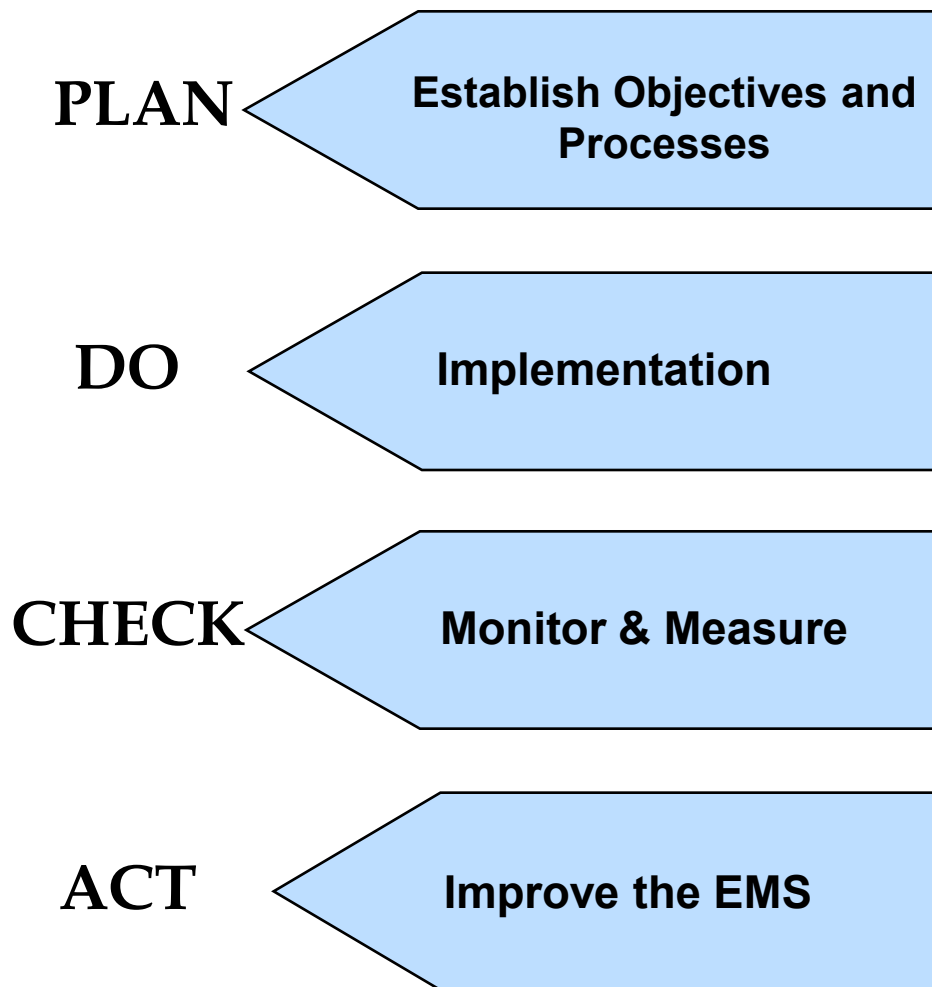 PLAN
Establish Objectives and
Processes
DO
Implementation
CHECK
Monitor & Measure
ACT
Improve the EMS